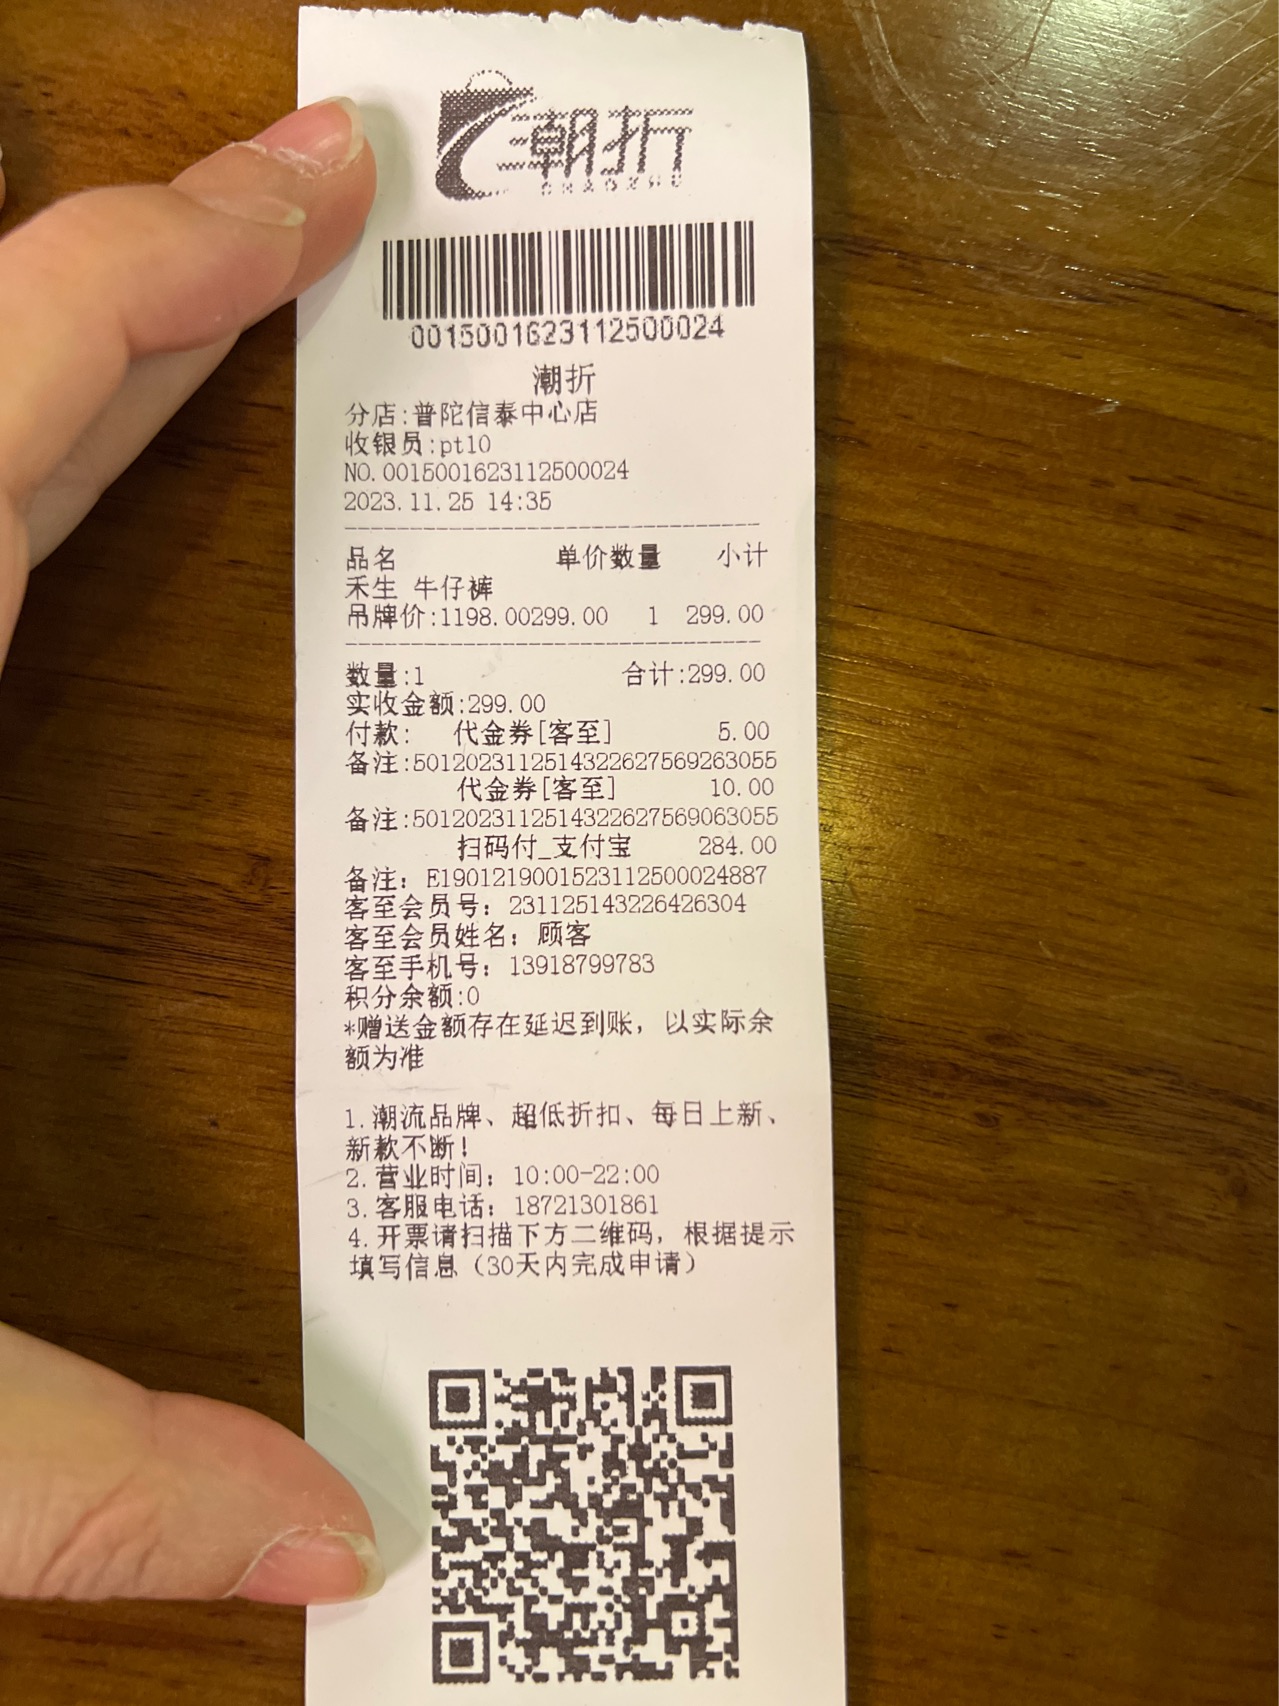 潮折
CHAOZHE
0015001623112500024
潮折
分店:普陀信泰中心店
收银员:pt10
NO.0015001623112500024
2023.11.25 14:35
品名 单价数量 小计
禾生 牛仔裤
吊牌价:1198.00299.00 1 299.00
数量:1 合计:299.00
实收金额:299.00
付款: 代金券[客至] 5.00
备注:5012023112514322627569263055
代金券[客至] 10.00
备注:5012023112514322627569063055
扫码付_支付宝 284.00
备注: E1901219001523112500024887
客至会员号: 231125143226426304
客至会员姓名: 顾客
客至手机号: 13918799783
积分余额:0
*赠送金额存在延迟到账, 以实际余
额为准
1.潮流品牌、超低折扣、每日上新、
新款不断!
2.营业时间: 10:00-22:00
3.客服电话: 18721301861
4.开票请扫描下方二维码, 根据提示
填写信息(30天内完成申请)